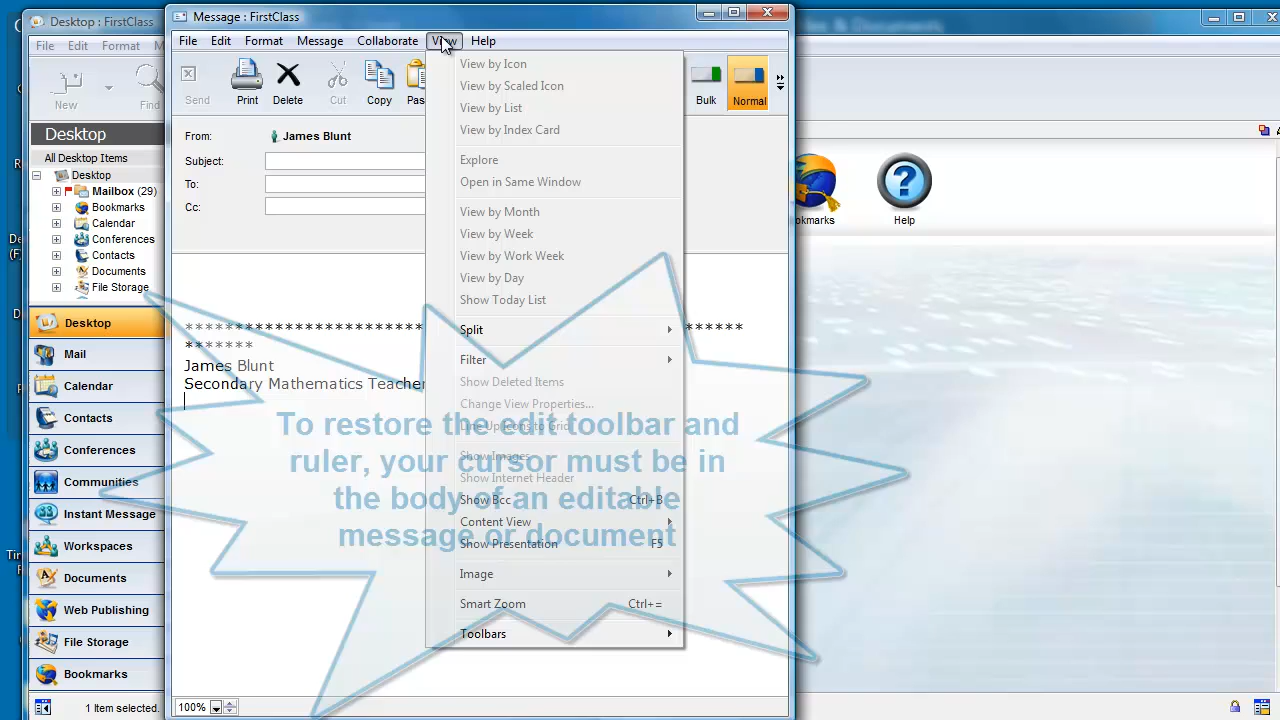 Desktop : FirstClass
File Edit Format M
New
Find
Desktop
All Desktop Items
Desktop
Mailbox (29)
Bookmarks
Calendar
Conferences
Contacts
Documents
File Storage
Desktop
Mail
Calendar
Contacts
Conferences
Communities
Instant Message
Workspaces
Documents
Web Publishing
File Storage
Bookmarks
1 Item selected.
Message : FirstClass
File Edit Format Message Collaborate View Help
Send Print Delete Cut Copy Pas Bulk Normal
From: James Blunt
Subject:
To:
Cc:
James Blunt
Secondary Mathematics Teacher
100%
View by Icon
View by Scaled Icon
View by List
View by Index Card
Explore
Open in Same Window
View by Month
View by Week
View by Work Week
View by Day
Show Today List
Split
Filter
Show Deleted Items
Change View Properties...
Line Up Icons to Grid
Show Images
Show Internet Header
Show Bcc Ctrl+B
Content View
Show Presentation F5
Image
Smart Zoom Ctrl+=
Toolbars
To restore the edit toolbar and
ruler, your cursor must be in
the body of an editable
message or document
okmarks
Help